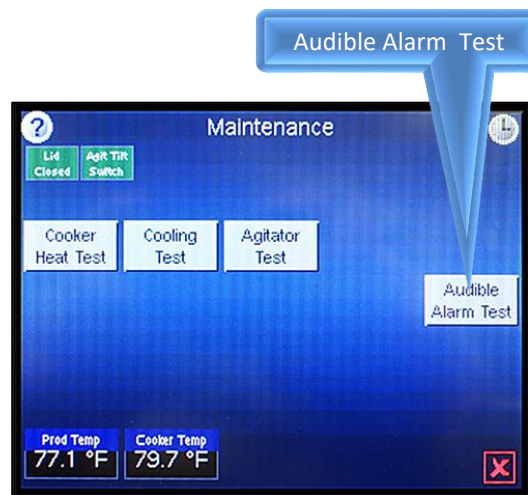 Audible Alarm Test
?
Maintenance
Lid
Closed
Agit Tilt
Switch
Cooker
Heat Test
Cooling
Test
Agitator
Test
Audible
Alarm Test
Prod Temp
77.1 °F
Cooker Temp
79.7 °F
X